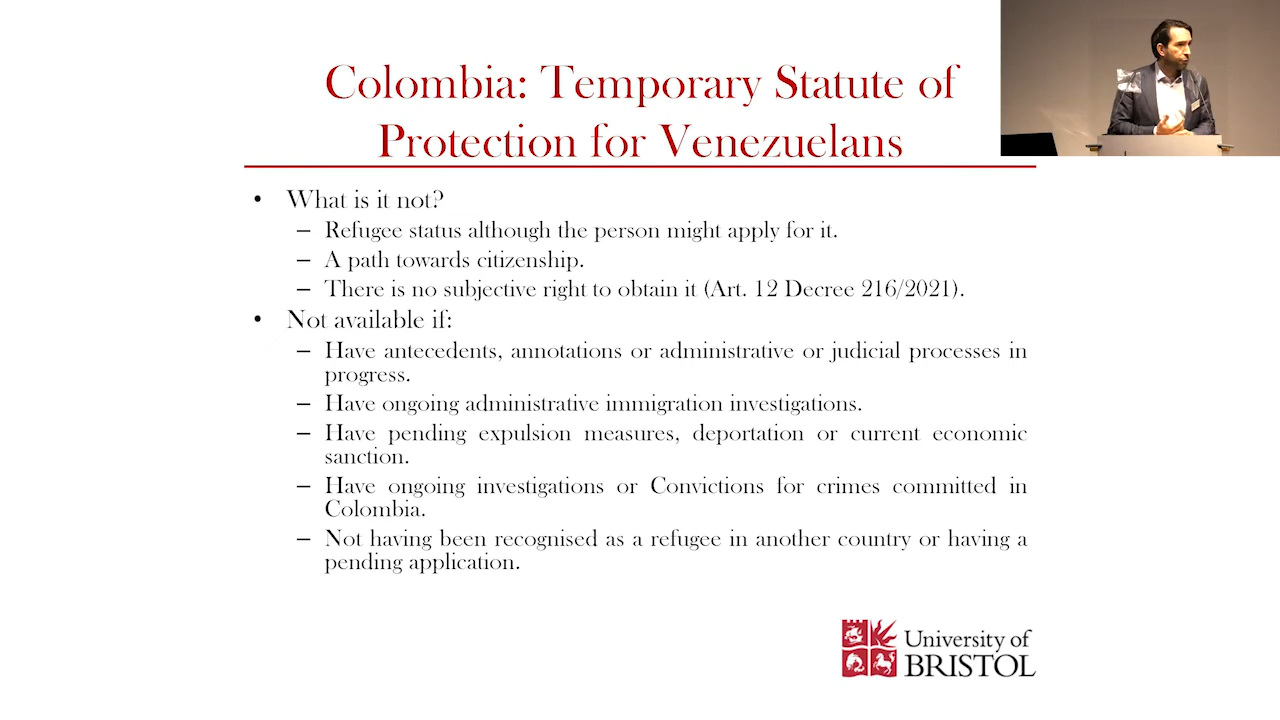 Colombia: Temporary Statute of
Protection for Venezuelans
• What is it not?
– Refugee status although the person might apply for it.
– A path towards citizenship.
– There is no subjective right to obtain it (Art. 12 Decree 216/2021).
• Not available if:
– Have antecedents, annotations or administrative or judicial processes in
progress.
– Have ongoing administrative immigration investigations.
– Have pending expulsion measures, deportation or current economic
sanction.
– Have ongoing investigations or Convictions for crimes committed in
Colombia.
– Not having been recognised as a refugee in another country or having a
pending application.
University of
BRISTOL